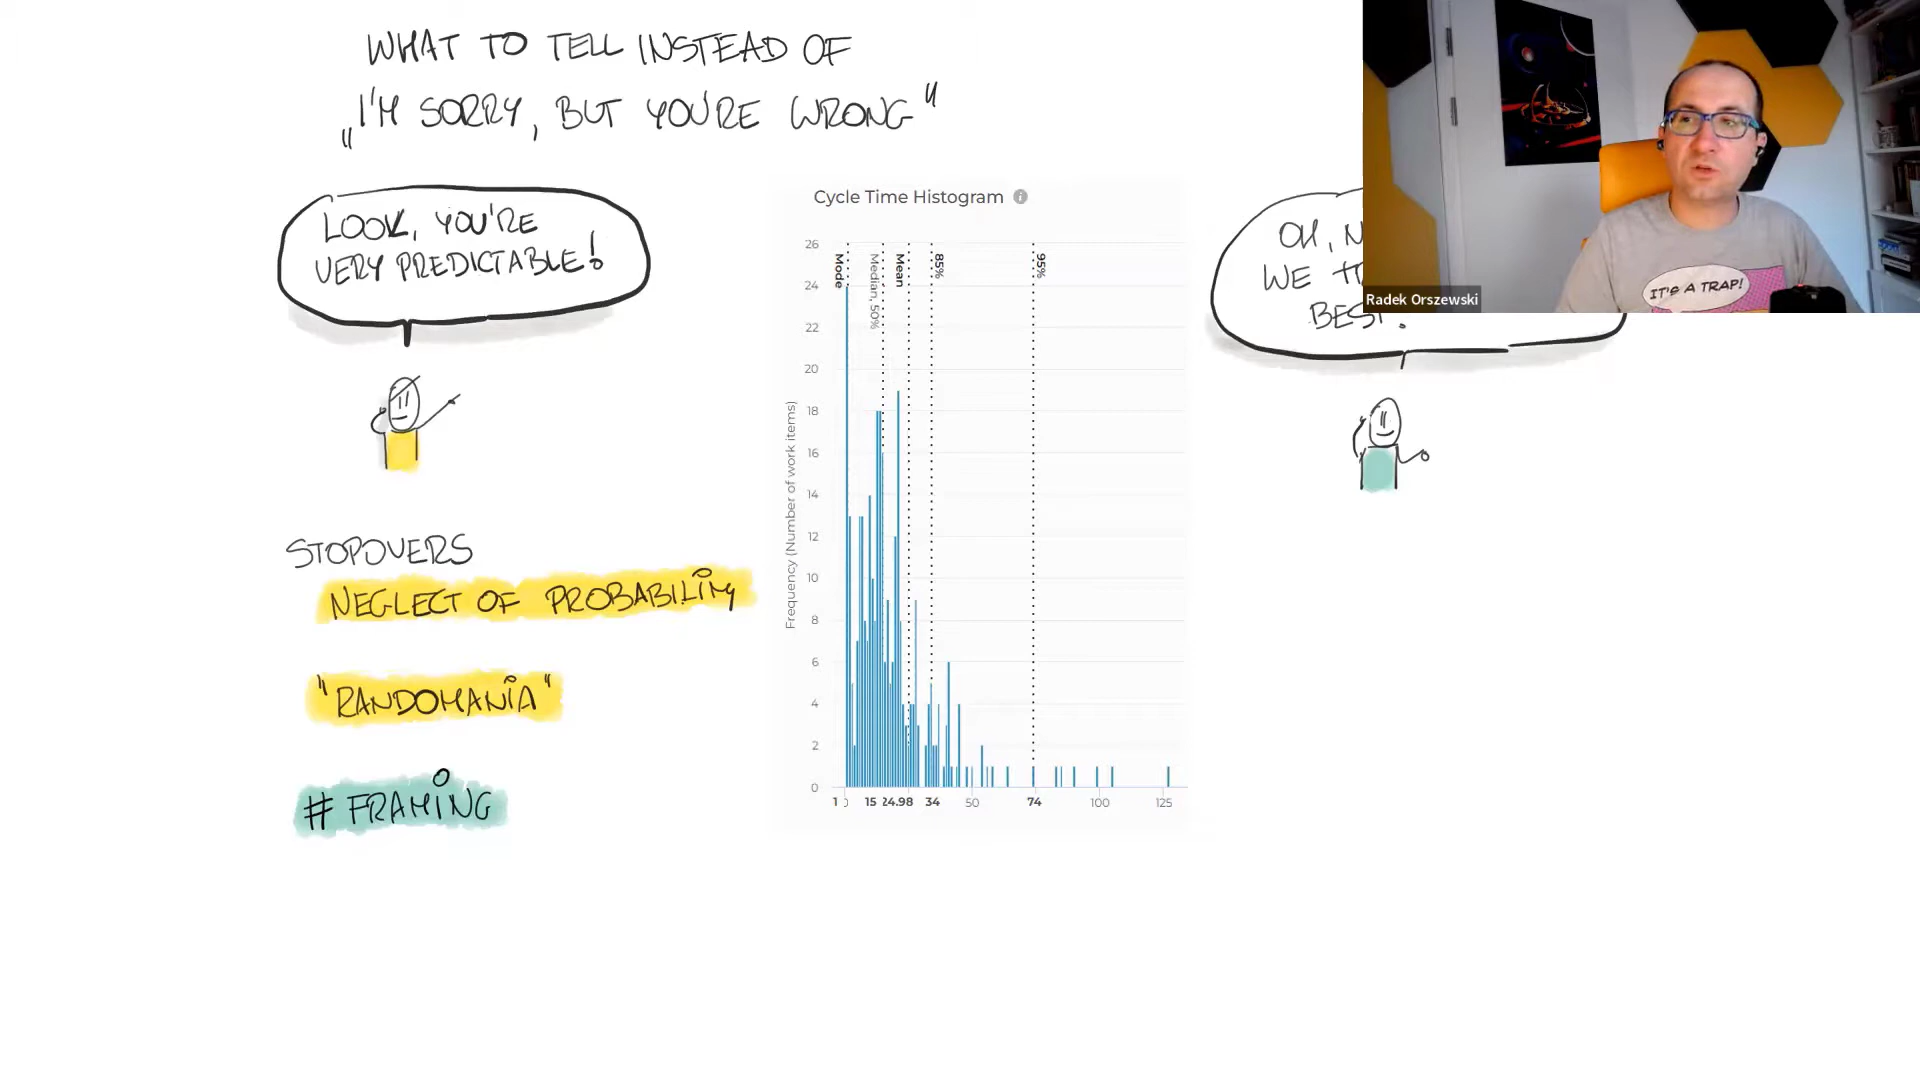 WHAT TO TELL INSTEAD OF
„I'M SORRY, BUT YOU'RE WRONG"
LOOK, YOU'RE
VERY PREDICTABLE!
STOPOVERS
NEGLECT OF PROBABILITY
"RANDOMANIA"
# FRAMING
Cycle Time Histogram
Frequency (Number of work items)
26
24
22
20
18
16
14
12
10
8
6
4
2
0
Mode
Median, 50%
Mean
85%
95%
1 15 24.98 34 50 74 100 125
OH,
WE
BEST.
Radek Orszewski
IT'S A TRAP!